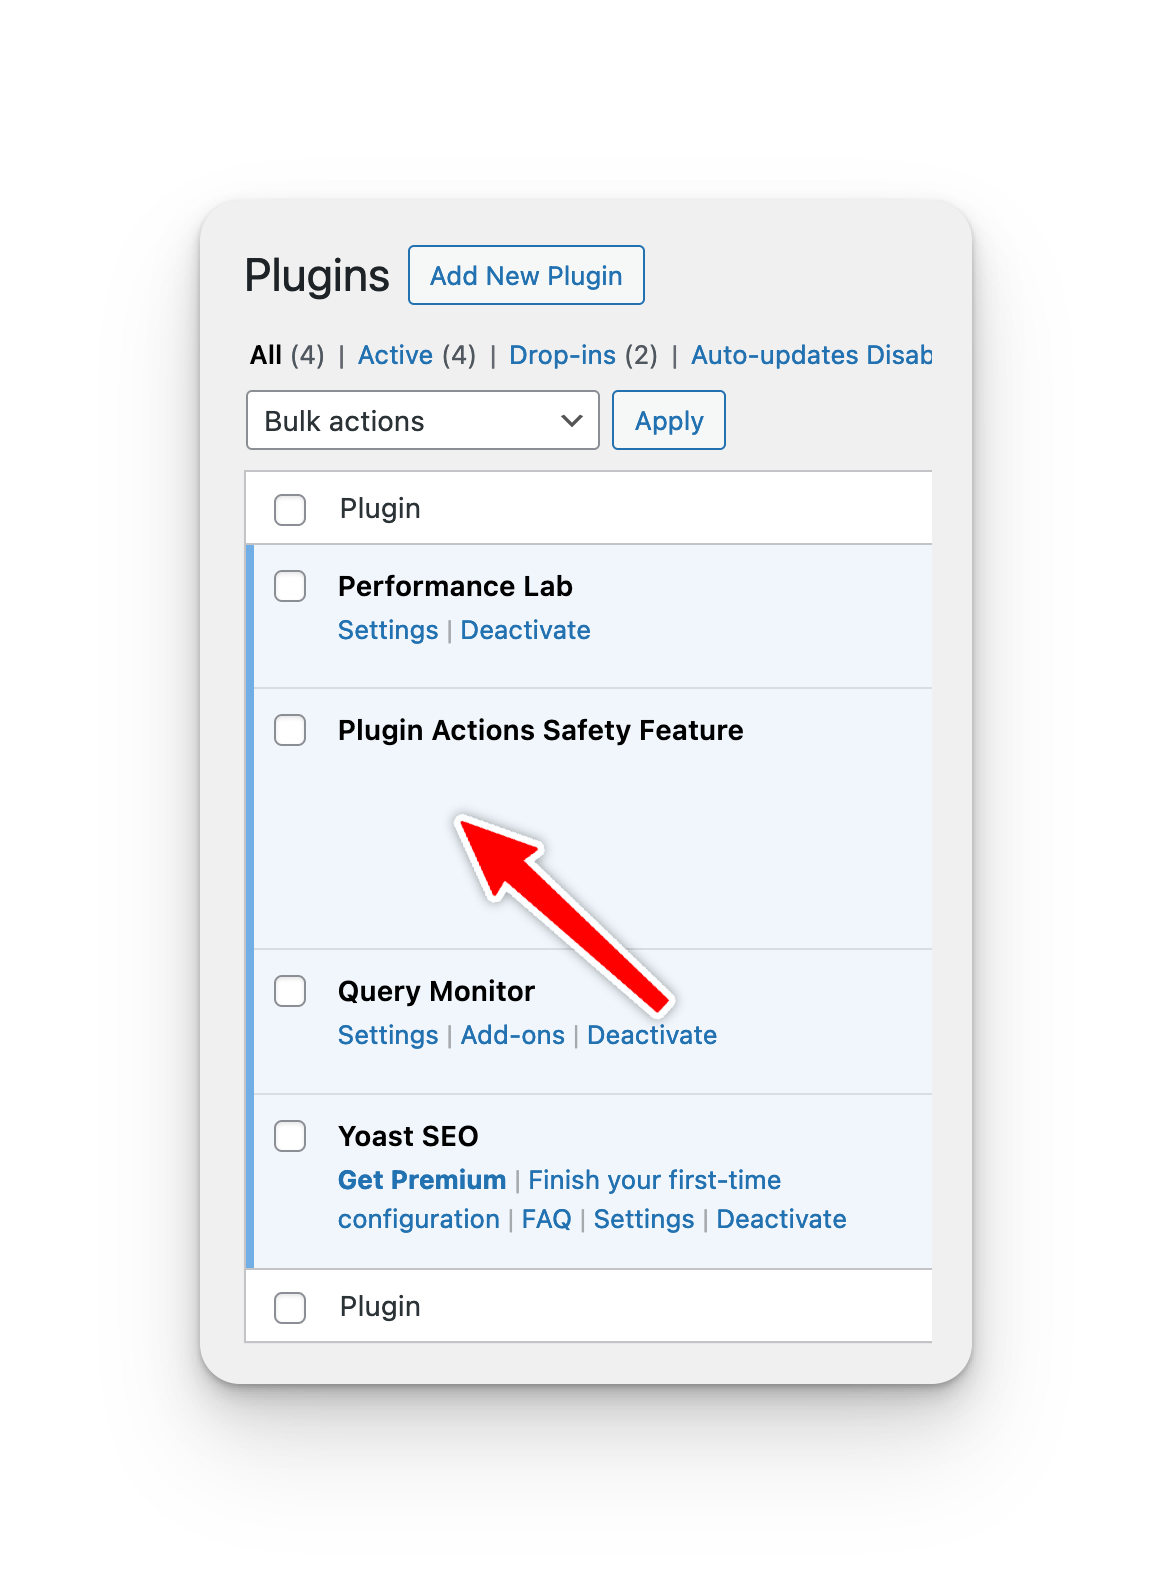 Plugins Add New Plugin
All (4) | Active (4) | Drop-ins (2) | Auto-updates Disab
Bulk actions Apply
Plugin
Performance Lab
Settings | Deactivate
Plugin Actions Safety Feature
Query Monitor
Settings | Add-ons | Deactivate
Yoast SEO
Get Premium | Finish your first-time
configuration | FAQ | Settings | Deactivate
Plugin